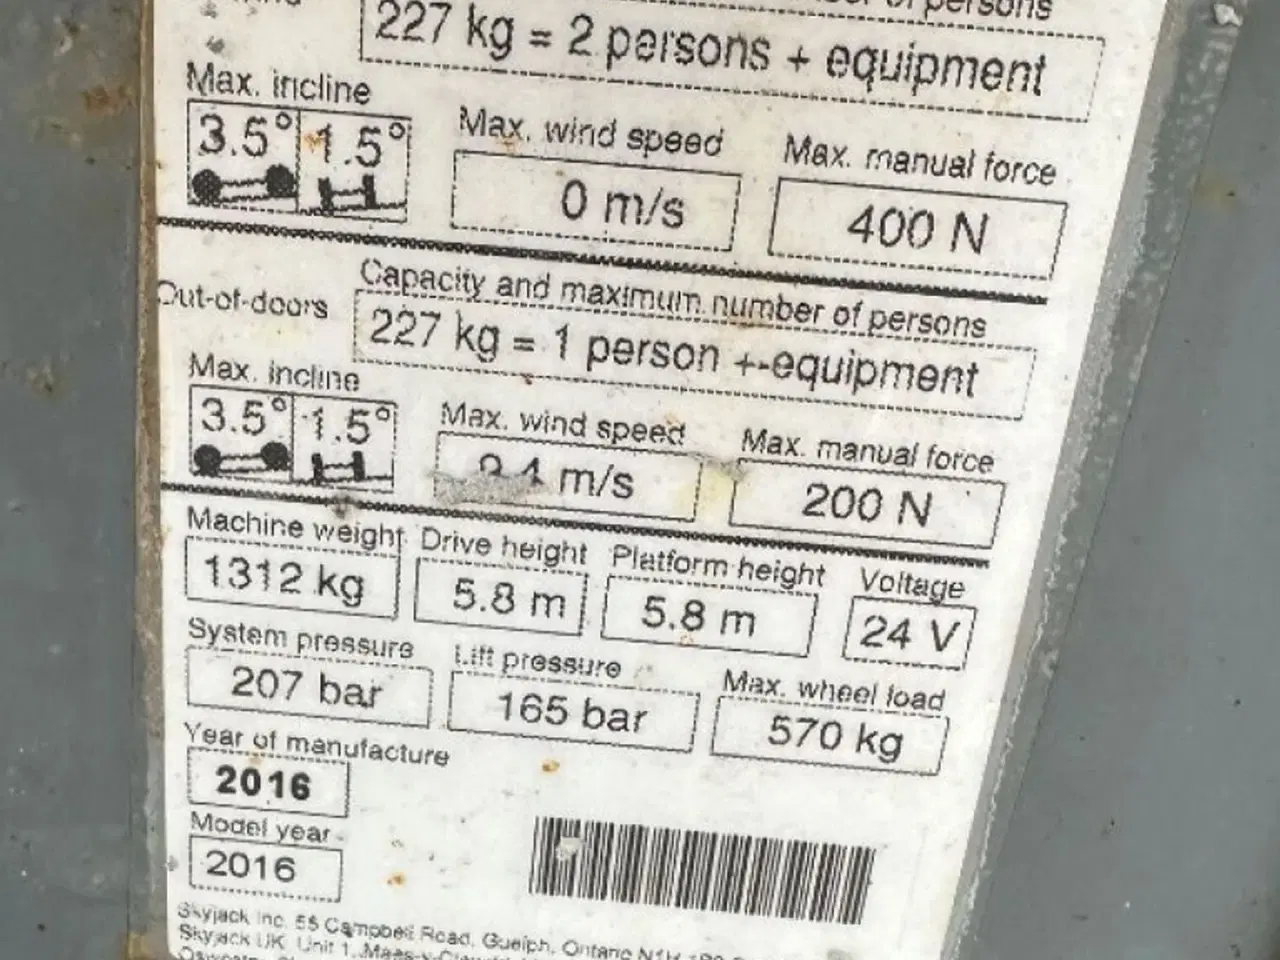 of persons
227 kg = 2 persons + equipment
Max. incline
3.5° 1.5°
Max. wind speed
0 m/s
Max. manual force
400 N
Out-of-doors
Capacity and maximum number of persons
227 kg = 1 person + equipment
Max. incline
3.5° 1.5°
Max. wind speed
m/s
Max. manual force
200 N
Machine weight
1312 kg
Drive height
5.8 m
Platform height
5.8 m
Voltage
24 V
System pressure
207 bar
Lift pressure
165 bar
Max. wheel load
570 kg
Year of manufacture
2016
Model year
2016
Skyjack Inc. 55 Campbell Road, Guelph, Ontario N1H
Skyjack UK, Unit 1,